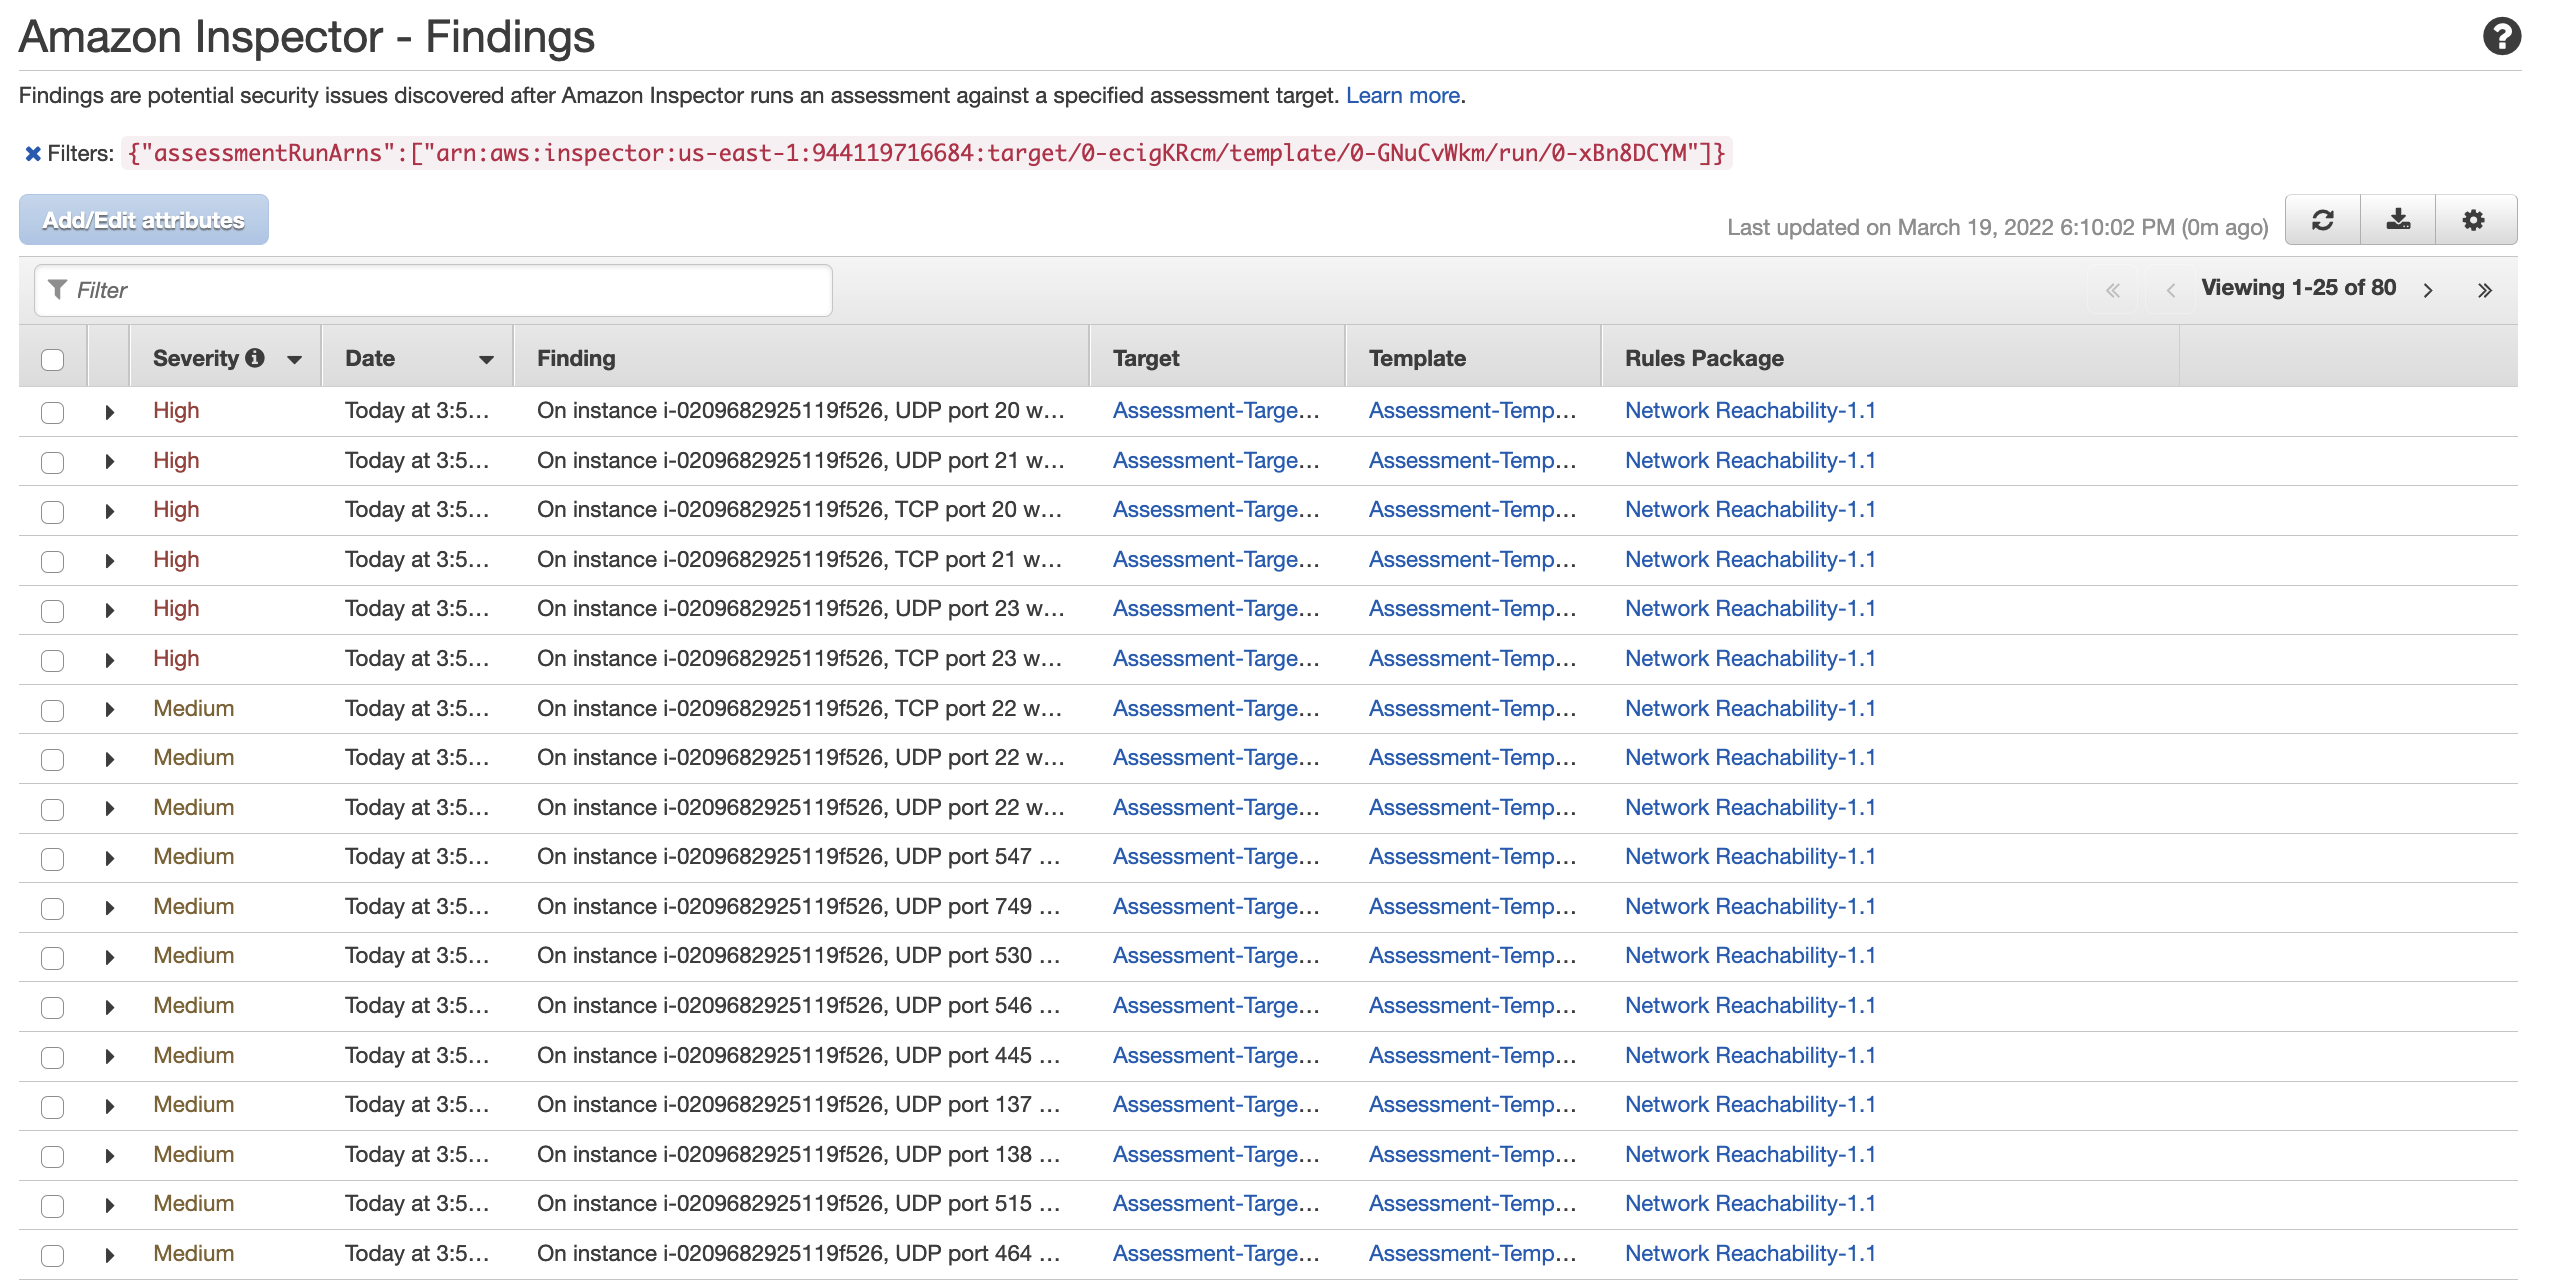 Amazon Inspector - Findings
Findings are potential security issues discovered after Amazon Inspector runs an assessment against a specified assessment target. Learn more.
Filters: {"assessmentRunArns":["arn:aws:inspector:us-east-1:944119716684:target/0-ecigKRcm/template/0-GNuCvWkm/run/0-xBn8DCYM"]}
Add/Edit attributes Last updated on March 19, 2022 6:10:02 PM (0m ago)
Filter « ‹ Viewing 1-25 of 80 › »
Severity Date Finding Target Template Rules Package
High Today at 3:5... On instance i-0209682925119f526, UDP port 20 w... Assessment-Targe... Assessment-Temp... Network Reachability-1.1
High Today at 3:5... On instance i-0209682925119f526, UDP port 21 w... Assessment-Targe... Assessment-Temp... Network Reachability-1.1
High Today at 3:5... On instance i-0209682925119f526, TCP port 20 w... Assessment-Targe... Assessment-Temp... Network Reachability-1.1
High Today at 3:5... On instance i-0209682925119f526, TCP port 21 w... Assessment-Targe... Assessment-Temp... Network Reachability-1.1
High Today at 3:5... On instance i-0209682925119f526, UDP port 23 w... Assessment-Targe... Assessment-Temp... Network Reachability-1.1
High Today at 3:5... On instance i-0209682925119f526, TCP port 23 w... Assessment-Targe... Assessment-Temp... Network Reachability-1.1
Medium Today at 3:5... On instance i-0209682925119f526, TCP port 22 w... Assessment-Targe... Assessment-Temp... Network Reachability-1.1
Medium Today at 3:5... On instance i-0209682925119f526, UDP port 22 w... Assessment-Targe... Assessment-Temp... Network Reachability-1.1
Medium Today at 3:5... On instance i-0209682925119f526, UDP port 22 w... Assessment-Targe... Assessment-Temp... Network Reachability-1.1
Medium Today at 3:5... On instance i-0209682925119f526, UDP port 547 ... Assessment-Targe... Assessment-Temp... Network Reachability-1.1
Medium Today at 3:5... On instance i-0209682925119f526, UDP port 749 ... Assessment-Targe... Assessment-Temp... Network Reachability-1.1
Medium Today at 3:5... On instance i-0209682925119f526, UDP port 530 ... Assessment-Targe... Assessment-Temp... Network Reachability-1.1
Medium Today at 3:5... On instance i-0209682925119f526, UDP port 546 ... Assessment-Targe... Assessment-Temp... Network Reachability-1.1
Medium Today at 3:5... On instance i-0209682925119f526, UDP port 445 ... Assessment-Targe... Assessment-Temp... Network Reachability-1.1
Medium Today at 3:5... On instance i-0209682925119f526, UDP port 137 ... Assessment-Targe... Assessment-Temp... Network Reachability-1.1
Medium Today at 3:5... On instance i-0209682925119f526, UDP port 138 ... Assessment-Targe... Assessment-Temp... Network Reachability-1.1
Medium Today at 3:5... On instance i-0209682925119f526, UDP port 515 ... Assessment-Targe... Assessment-Temp... Network Reachability-1.1
Medium Today at 3:5... On instance i-0209682925119f526, UDP port 464 ... Assessment-Targe... Assessment-Temp... Network Reachability-1.1